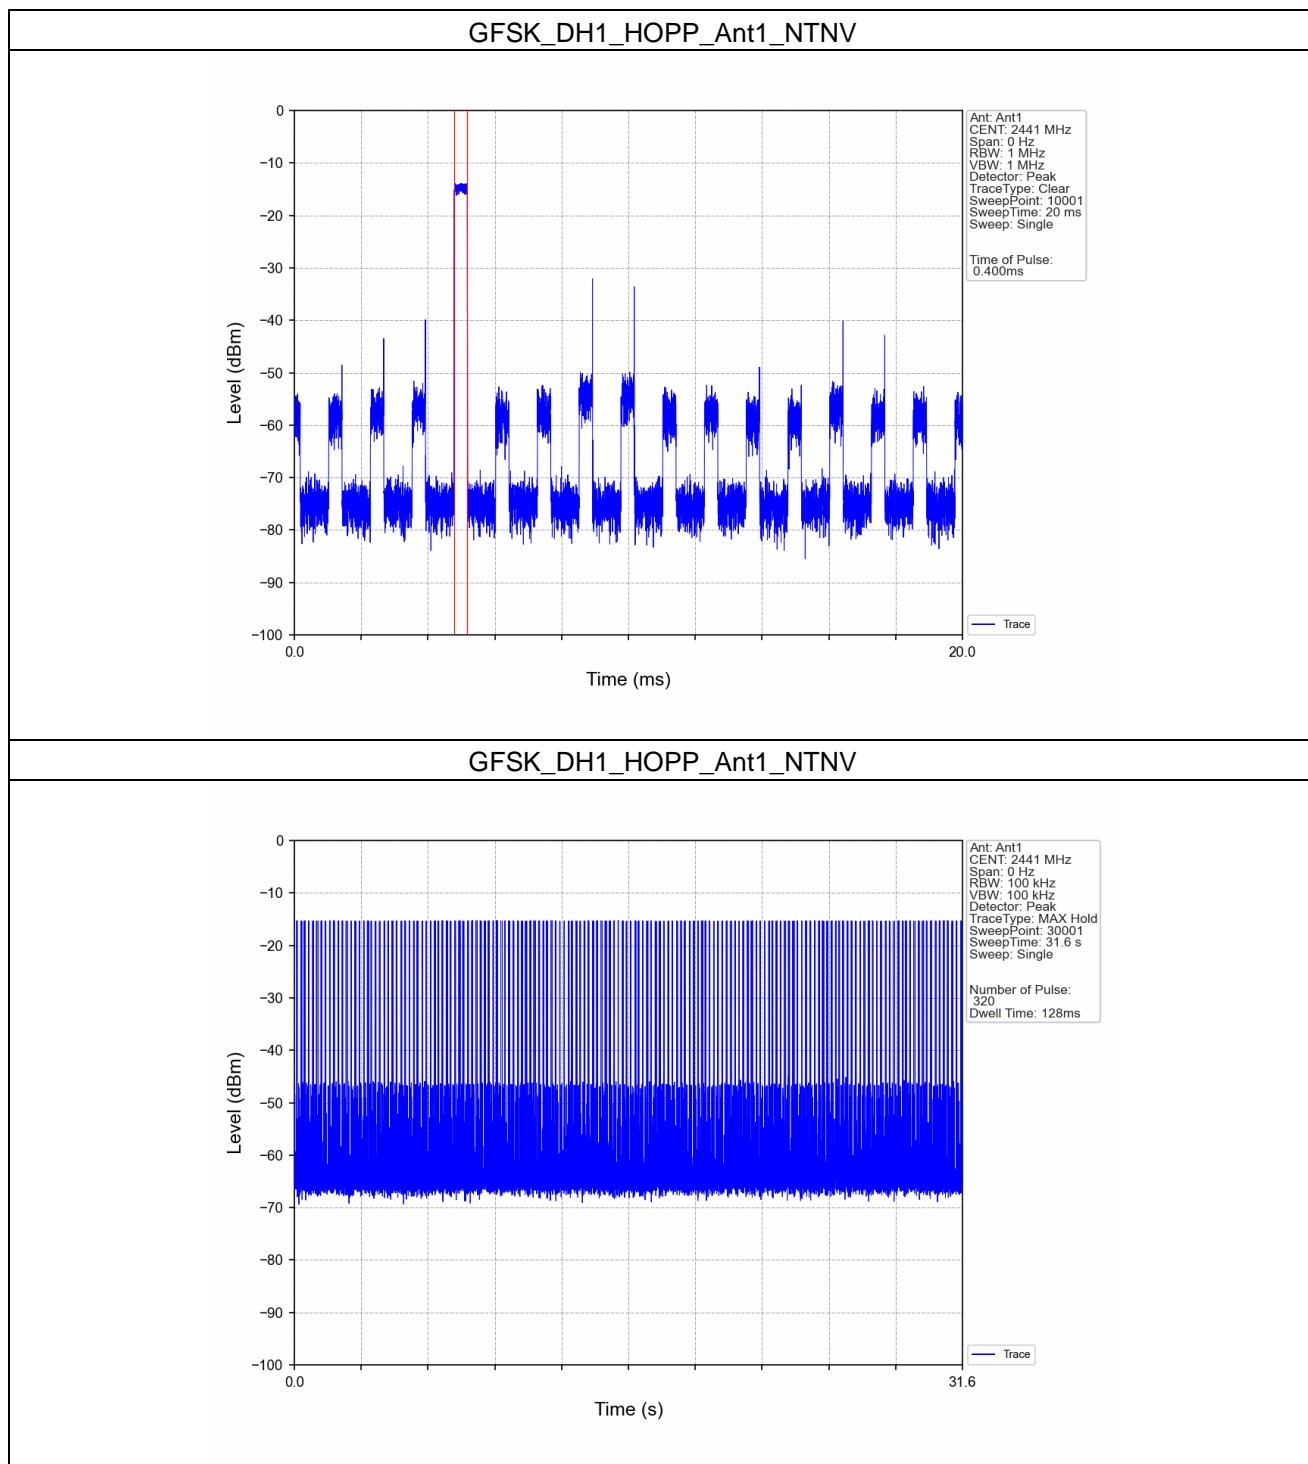 GFSK_DH1_HOPP_Ant1_NTNV
Ant: Ant1
CENT: 2441 MHz
Span: 0 Hz
RBW: 1 MHz
VBW: 1 MHz
Detector: Peak
TraceType: Clear
SweepPoint: 10001
SweepTime: 20 ms
Sweep: Single
Time of Pulse:
0.400ms
0
−10
−20
−30
−40
−50
−60
−70
−80
−90
−100
Level (dBm)
Trace
0.0
20.0
Time (ms)
GFSK_DH1_HOPP_Ant1_NTNV
Ant: Ant1
CENT: 2441 MHz
Span: 0 Hz
RBW: 100 kHz
VBW: 100 kHz
Detector: Peak
TraceType: MAX Hold
SweepPoint: 30001
SweepTime: 31.6 s
Sweep: Single
Number of Pulse:
320
Dwell Time: 128ms
0
−10
−20
−30
−40
−50
−60
−70
−80
−90
−100
Level (dBm)
Trace
0.0
31.6
Time (s)